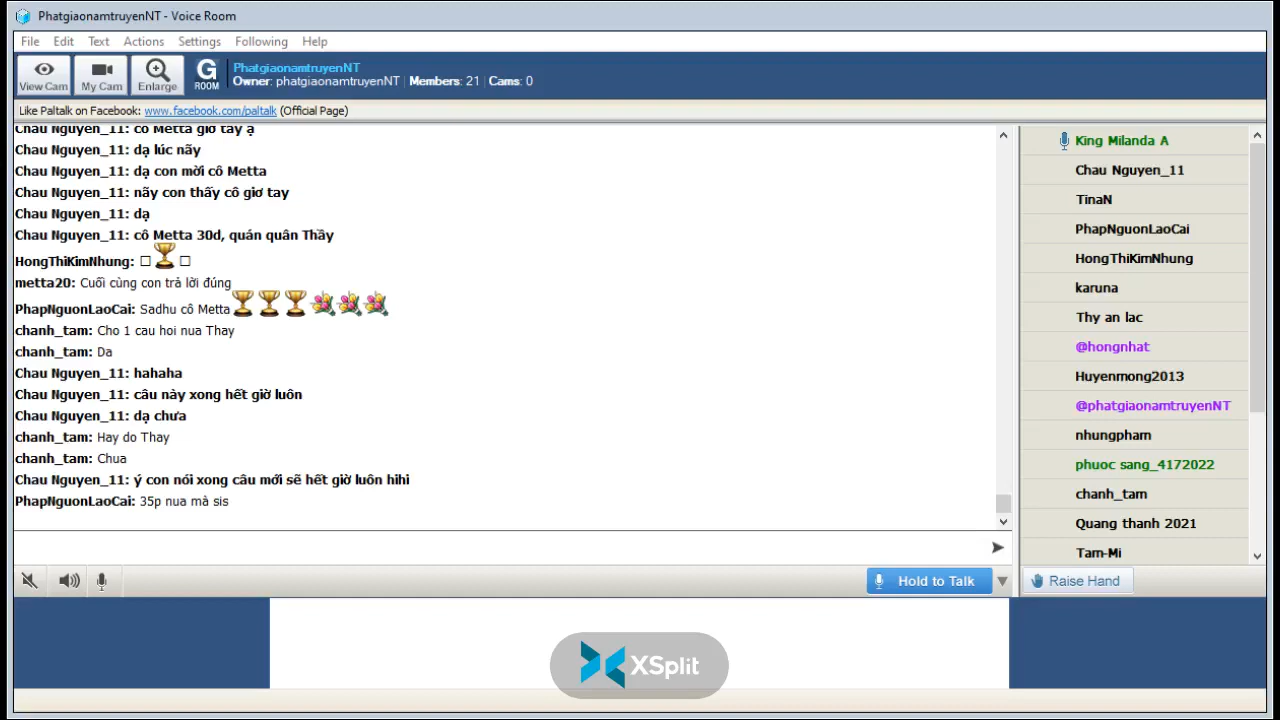 PhatgiaonamtruyenNT - Voice Room
File Edit Text Actions Settings Following Help
View Cam My Cam Enlarge G ROOM
PhatgiaonamtruyenNT
Owner: phatgiaonamtruyenNT | Members: 21 | Cams: 0
Like Paltalk on Facebook: www.facebook.com/paltalk (Official Page)
Chau Nguyen_11: cô Metta giơ tay ạ
Chau Nguyen_11: dạ lúc nãy
Chau Nguyen_11: dạ con mời cô Metta
Chau Nguyen_11: nãy con thấy cô giơ tay
Chau Nguyen_11: dạ
Chau Nguyen_11: cô Metta 30d, quán quân Thầy
HongThiKimNhung:
metta20: Cuối cùng con trả lời đúng
PhapNguonLaoCai: Sadhu cô Metta
chanh_tam: Cho 1 cau hoi nua Thay
chanh_tam: Da
Chau Nguyen_11: hahaha
Chau Nguyen_11: câu này xong hết giờ luôn
Chau Nguyen_11: dạ chưa
chanh_tam: Hay do Thay
chanh_tam: Chua
Chau Nguyen_11: ý con nói xong câu mới sẽ hết giờ luôn hihi
PhapNguonLaoCai: 35p nua mà sis
King Milanda A
Chau Nguyen_11
TinaN
PhapNguonLaoCai
HongThiKimNhung
karuna
Thy an lac
@hongnhat
Huyenmong2013
@phatgiaonamtruyenNT
nhungpham
phuoc sang_4172022
chanh_tam
Quang thanh 2021
Tam-Mi
Hold to Talk
Raise Hand
XSplit